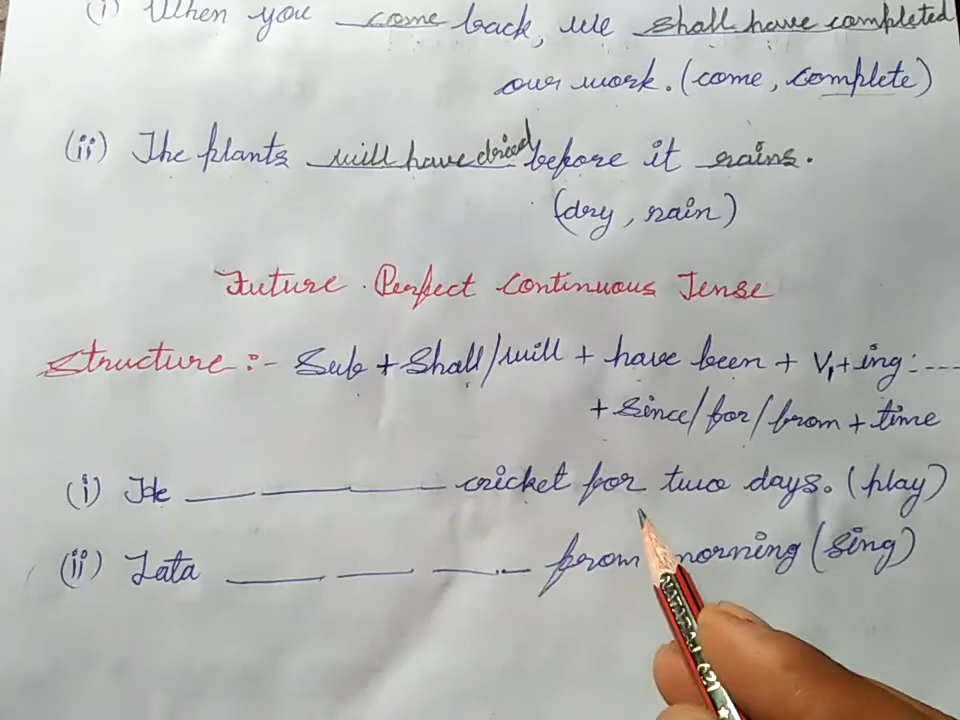 (i) When you come back, we shall have completed
our work. (come, complete)
(ii) The plants will have dried before it rains.
(dry, rain)
Future Perfect Continuous Tense
Structure :- Sub + Shall/will + have been + V1+ing: ----
+ since/for/from + time
(i) He ___ ___ ___ cricket for two days. (play)
(ii) Lata ___ ___ ___ from morning (sing)